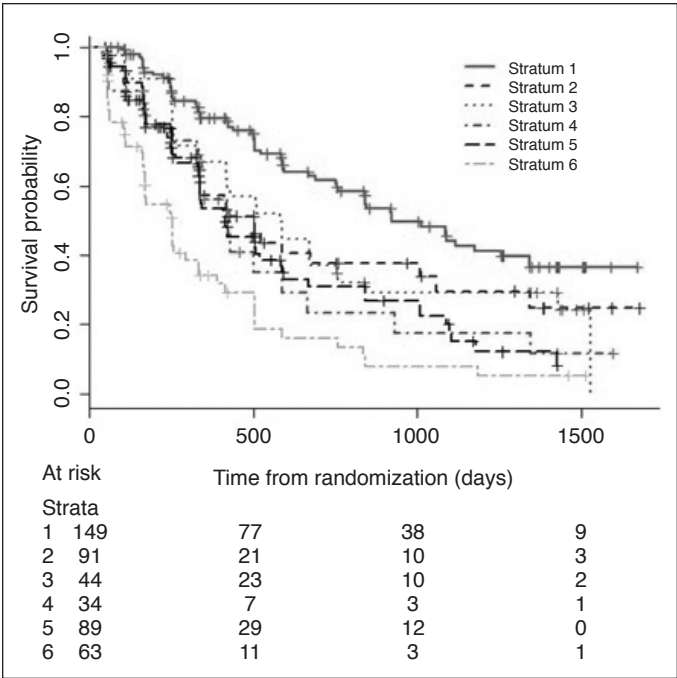 1.0
0.8
0.6
0.4
0.2
0.0
Survival probability
Stratum 1
Stratum 2
Stratum 3
Stratum 4
Stratum 5
Stratum 6
0 500 1000 1500
At risk
Time from randomization (days)
Strata
1 149 77 38 9
2 91 21 10 3
3 44 23 10 2
4 34 7 3 1
5 89 29 12 0
6 63 11 3 1